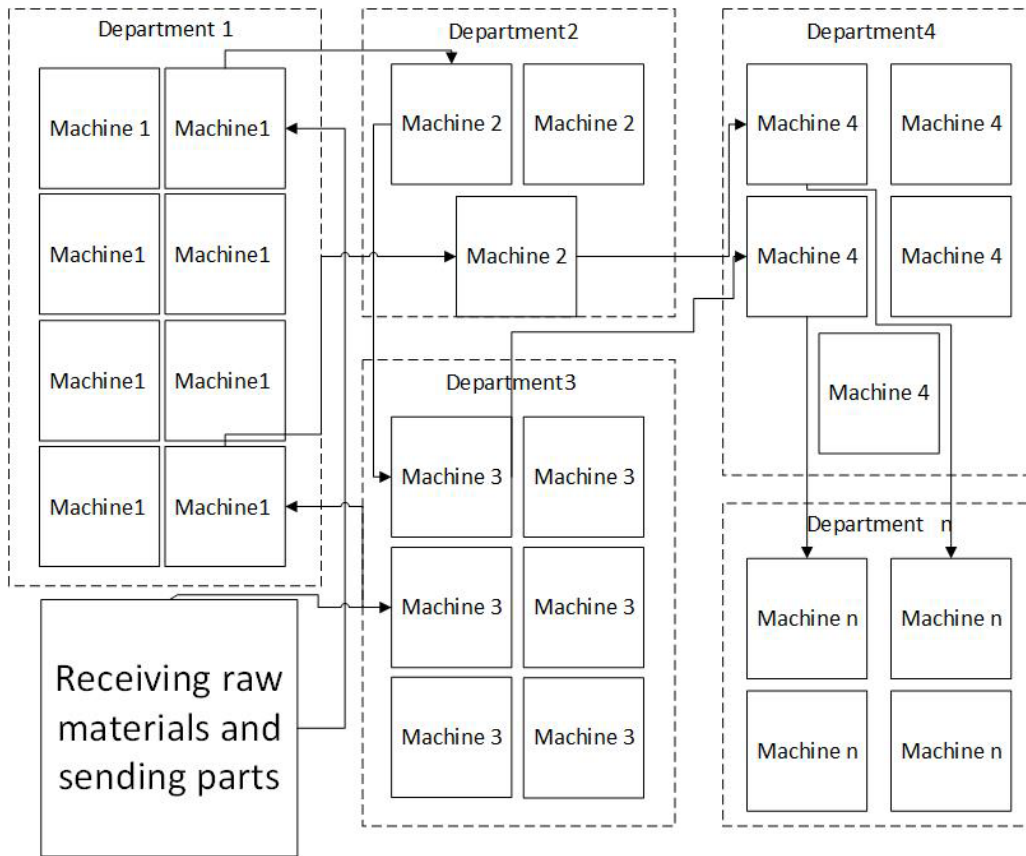 Department 1
Machine 1
Machine1
Machine1
Machine1
Machine1
Machine1
Machine1
Machine1
Receiving raw
materials and
sending parts
Department2
Machine 2
Machine 2
Machine 2
Department3
Machine 3
Machine 3
Machine 3
Machine 3
Machine 3
Machine 3
Department4
Machine 4
Machine 4
Machine 4
Machine 4
Machine 4
Department n
Machine n
Machine n
Machine n
Machine n